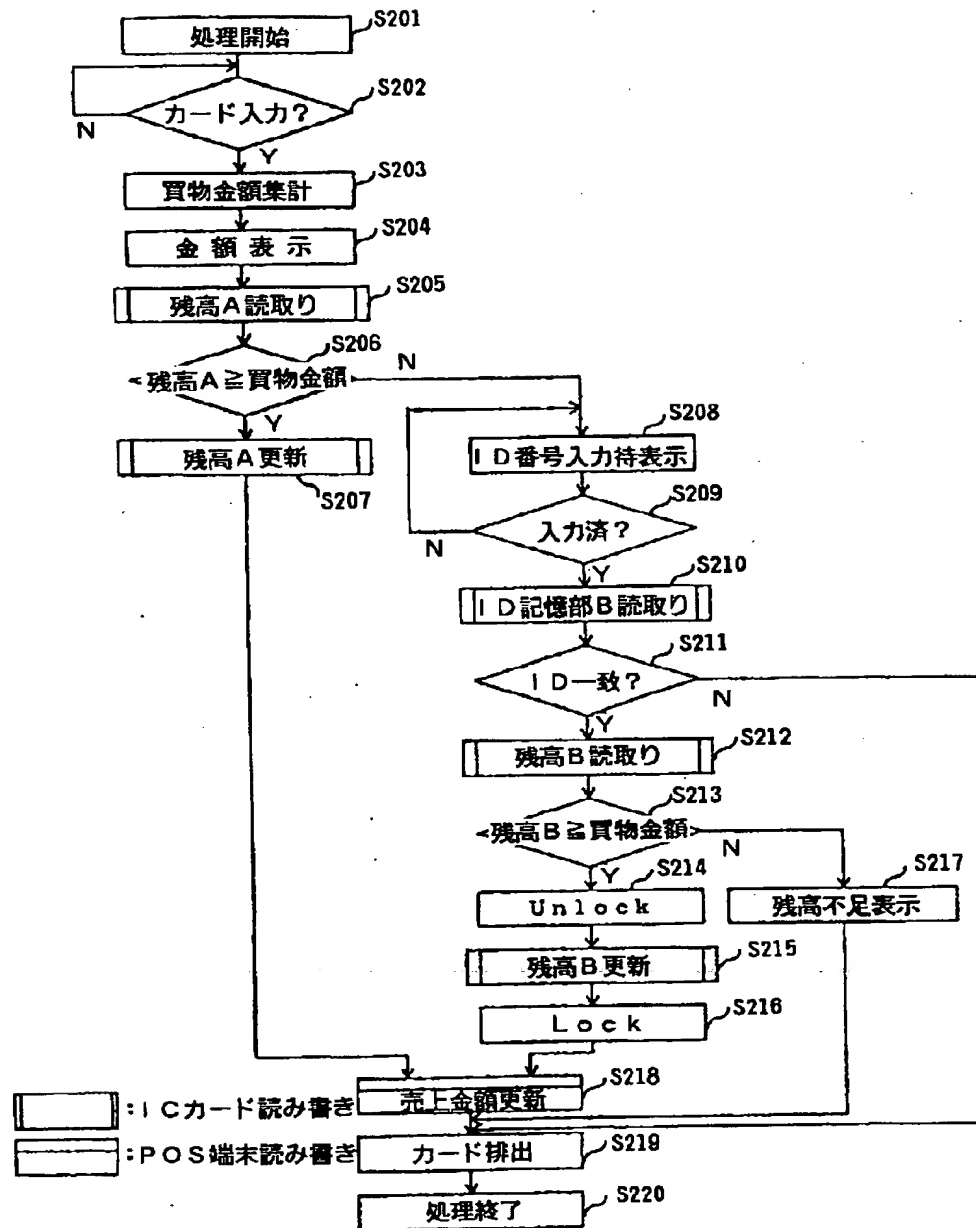 処理開始
S201
カード入力?
S202
N
Y
買物金額集計
S203
金額表示
S204
残高A読取り
S205
残高A≧買物金額
S206
N
Y
残高A更新
S207
ID番号入力待表示
S208
入力済?
S209
N
Y
ID記憶部B読取り
S210
ID一致?
S211
N
Y
残高B読取り
S212
残高B≧買物金額
S213
N
Y
Unlock
S214
残高不足表示
S217
残高B更新
S215
Lock
S216
売上金額更新
S218
:ICカード読み書き
:POS端末読み書き
カード排出
S219
処理終了
S220